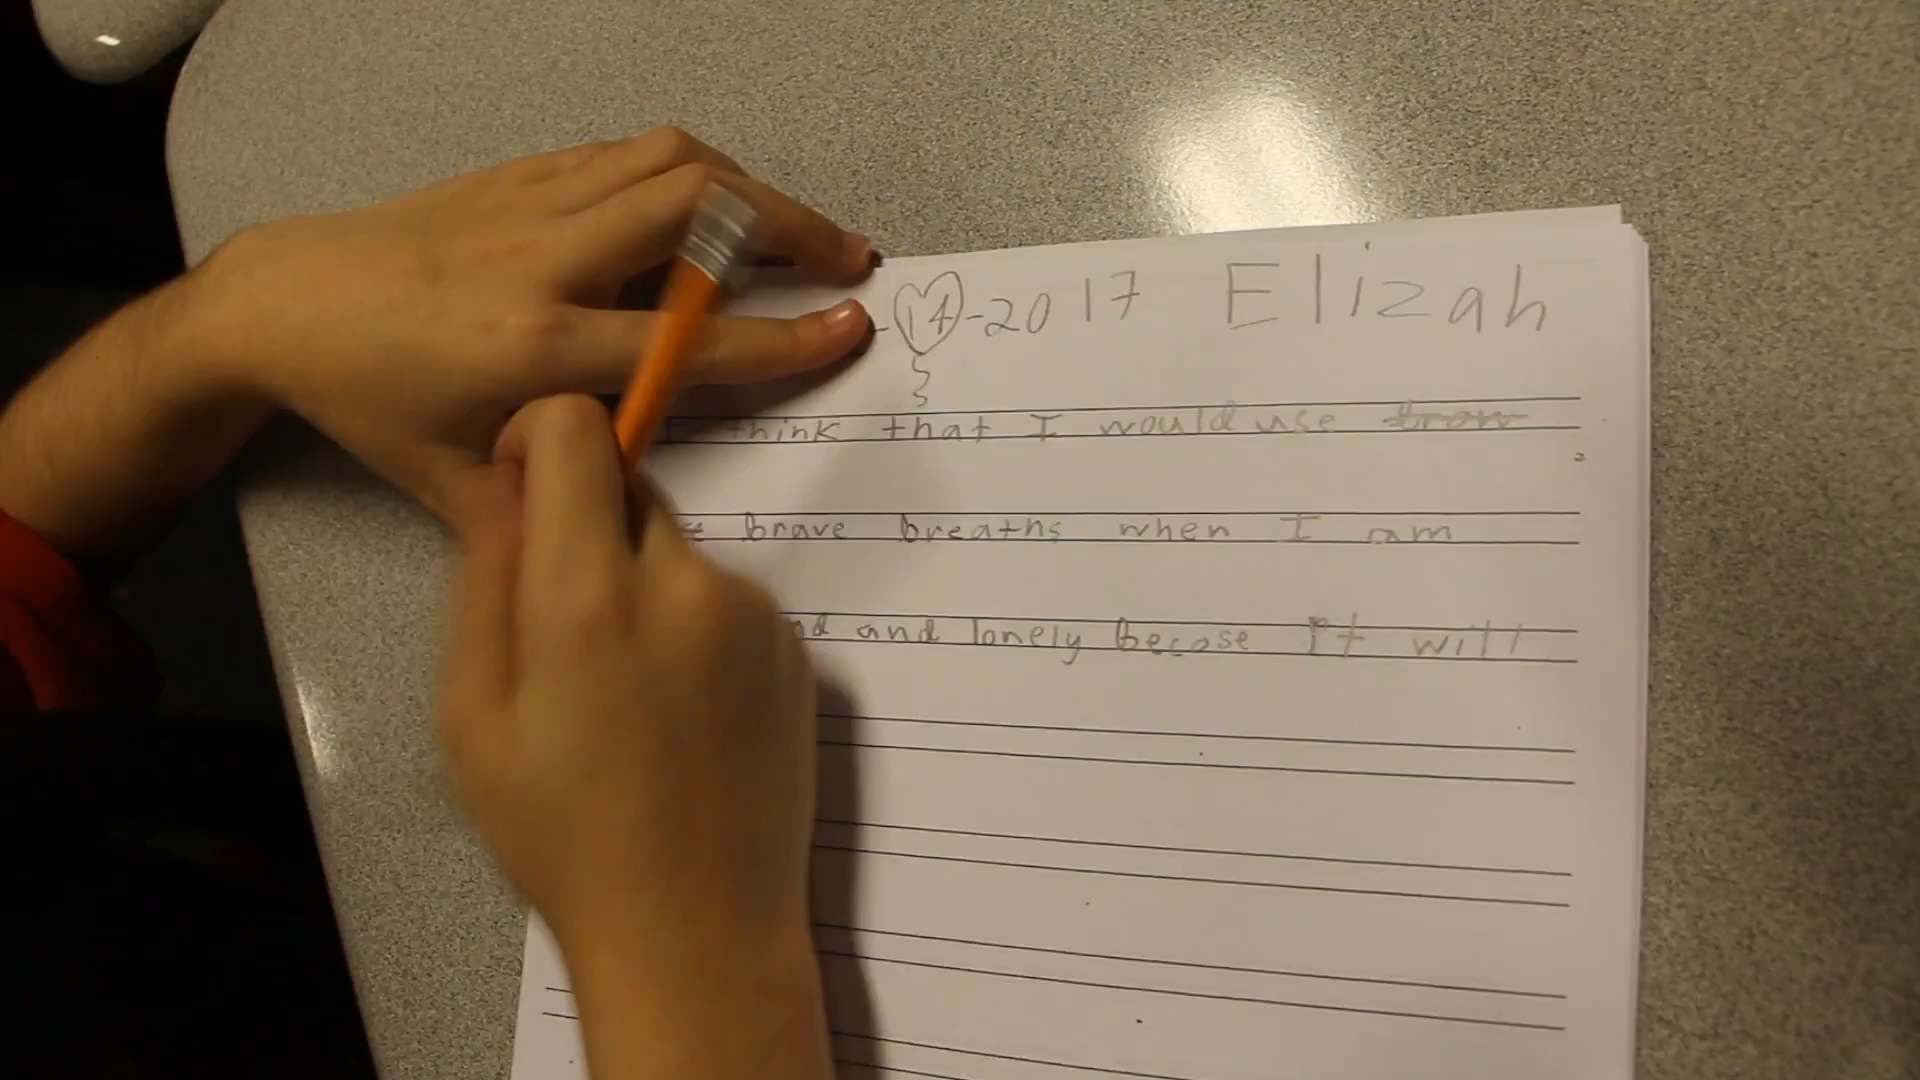 -14-2017 Elizah
I think that I would use
brave breaths when I am
and lonely becose It will